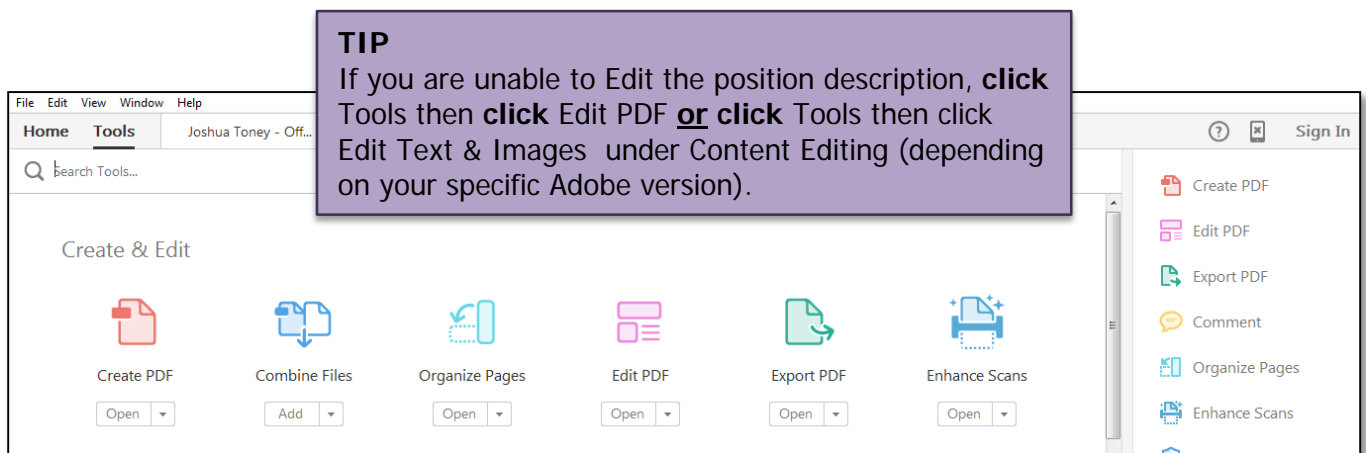 TIP
If you are unable to Edit the position description, click
Tools then click Edit PDF or click Tools then click
Edit Text & Images under Content Editing (depending
on your specific Adobe version).
File Edit View Window Help
Home Tools Joshua Toney - Off... Sign In
Search Tools...
Create & Edit
Create PDF Combine Files Organize Pages Edit PDF Export PDF Enhance Scans
Open Add Open Open Open Open
Create PDF
Edit PDF
Export PDF
Comment
Organize Pages
Enhance Scans